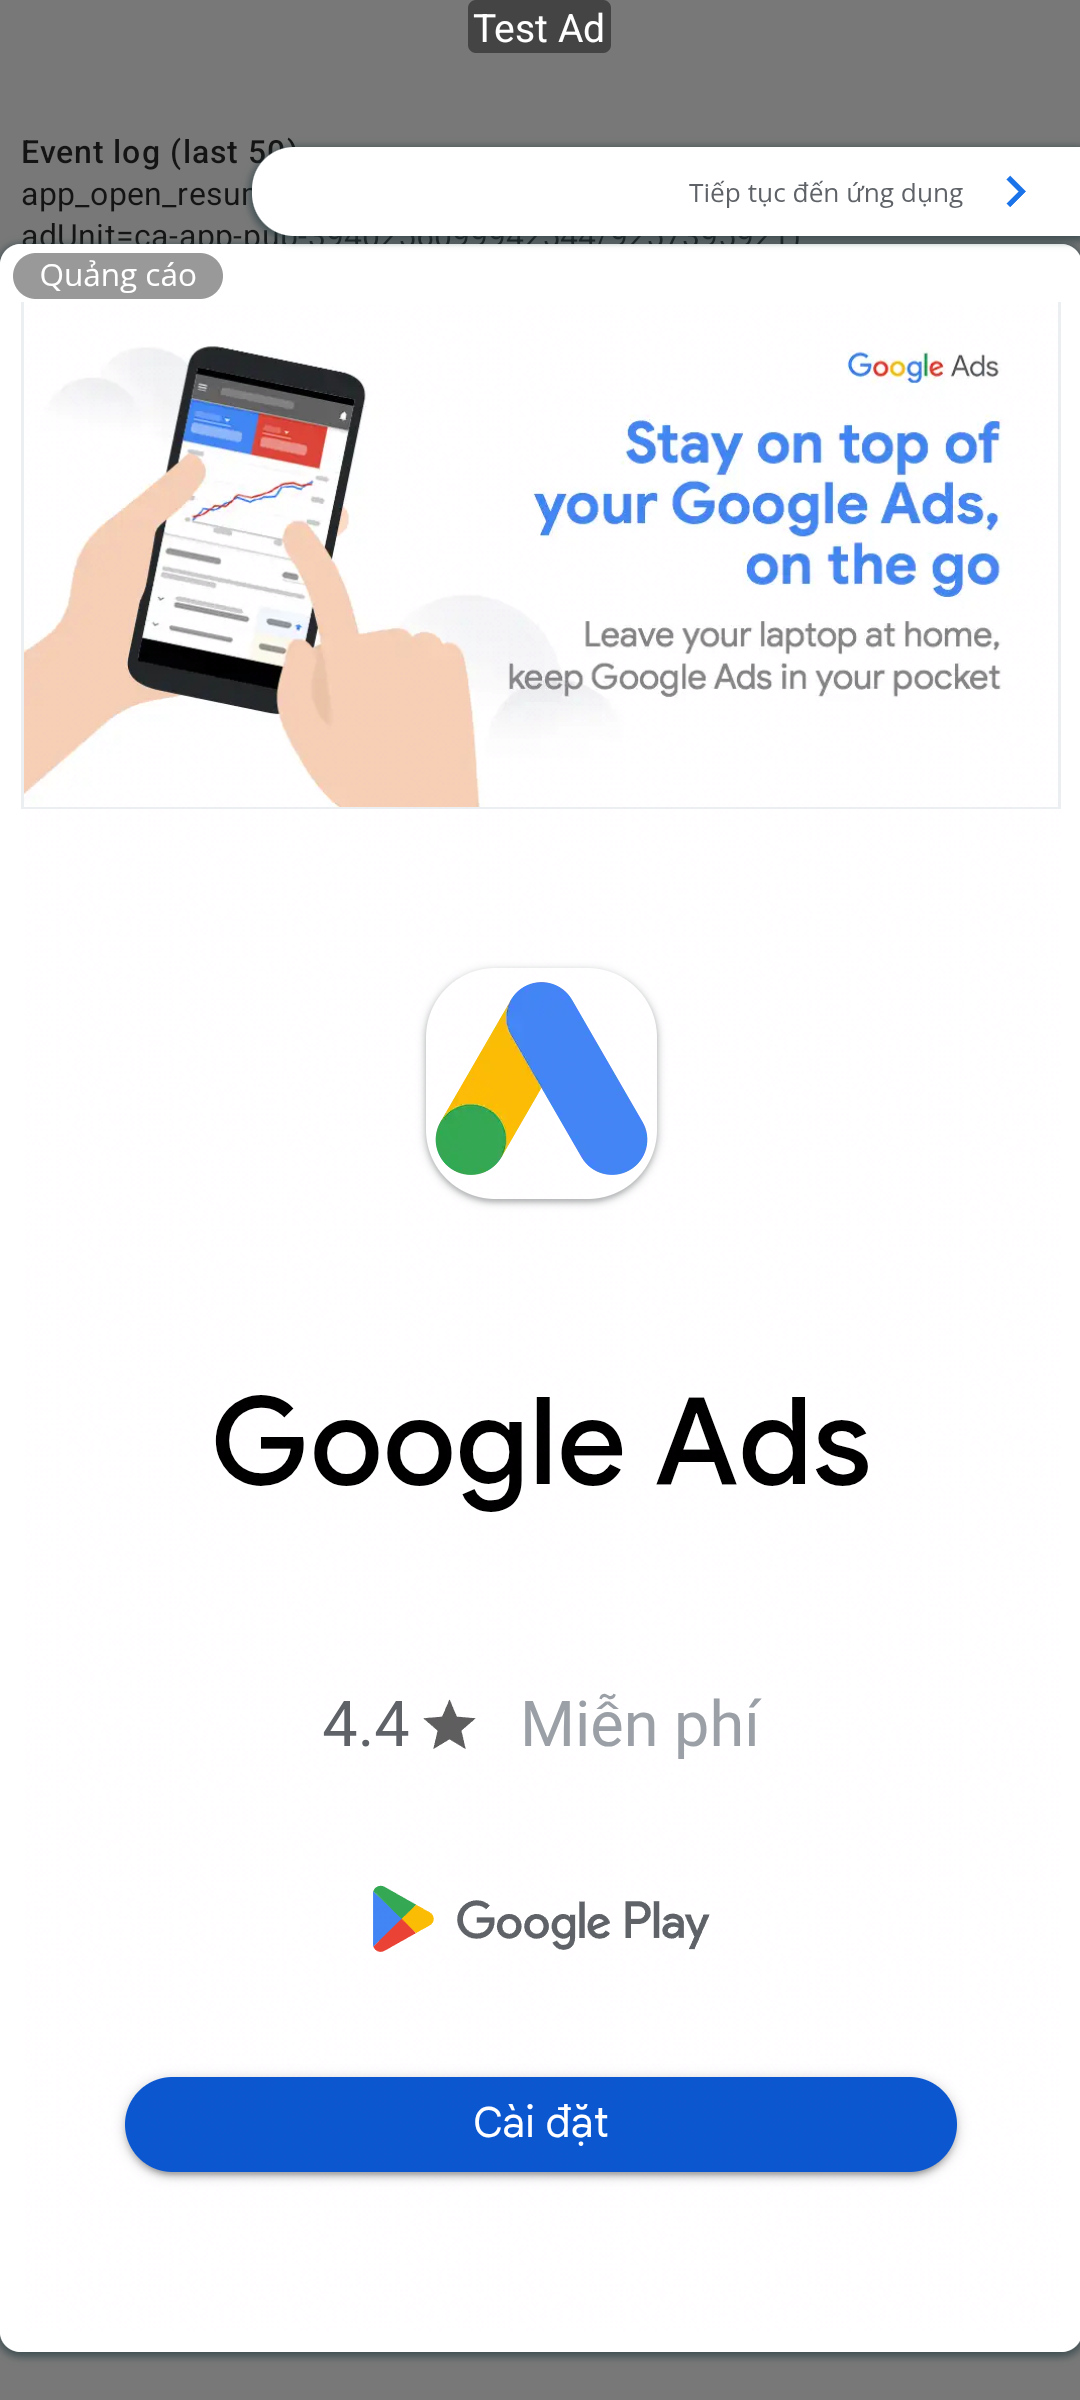 Test Ad
Event log (last 50)
Tiếp tục đến ứng dụng
Quảng cáo
Google Ads
Stay on top of
your Google Ads,
on the go
Leave your laptop at home,
keep Google Ads in your pocket
Google Ads
4.4 ★ Miễn phí
Google Play
Cài đặt